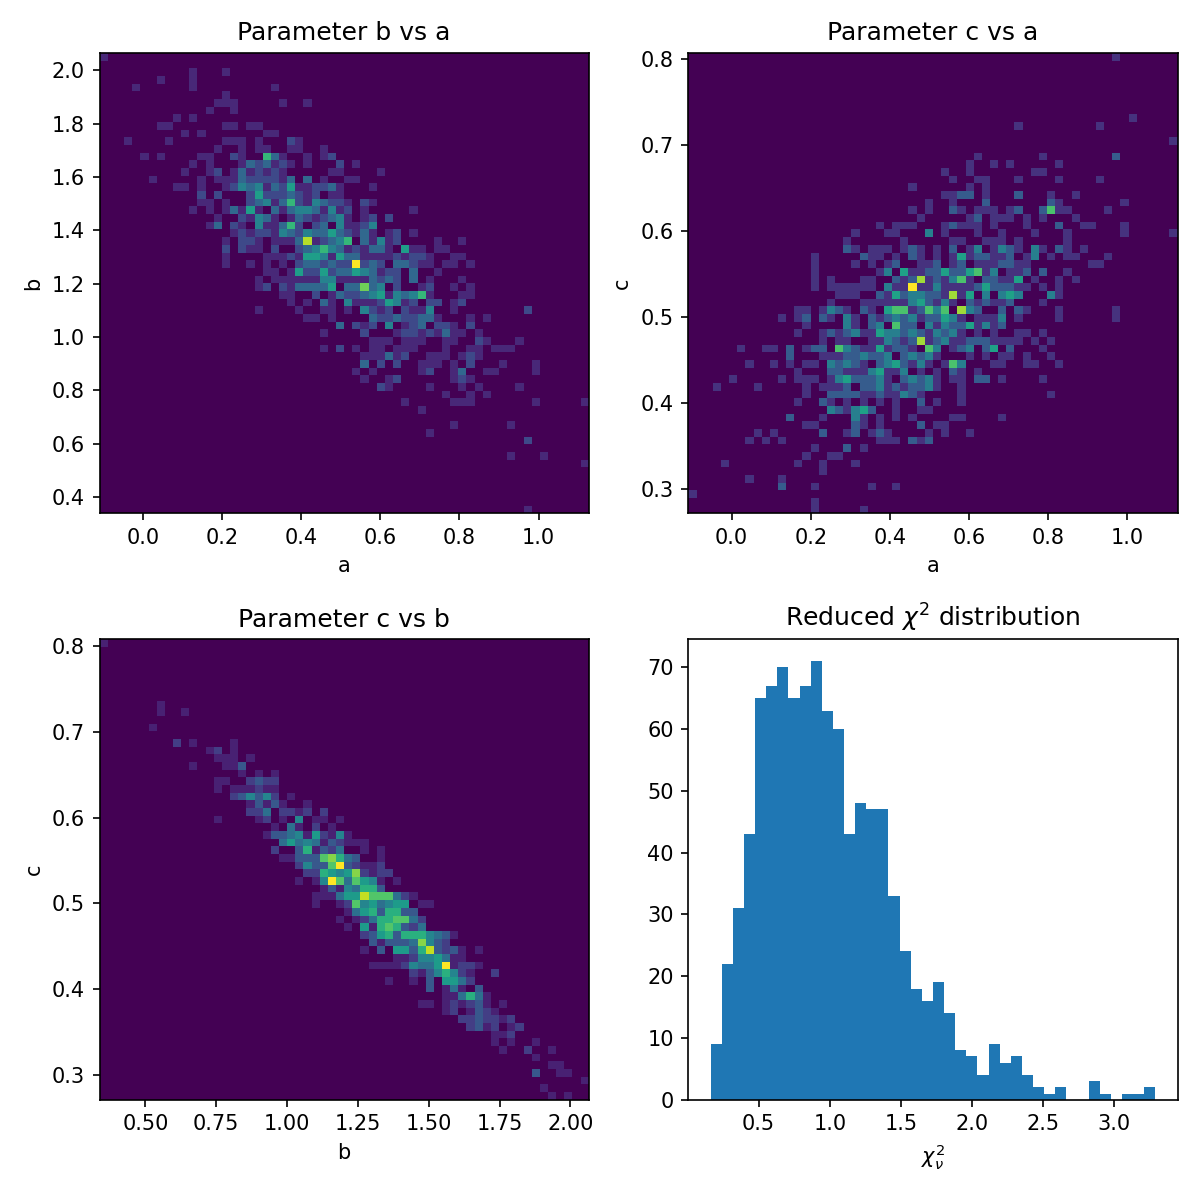 Parameter b vs a
2.0
1.8
1.6
1.4
1.2
1.0
0.8
0.6
0.4
b
0.0 0.2 0.4 0.6 0.8 1.0
a
Parameter c vs a
0.8
0.7
0.6
0.5
0.4
0.3
c
0.0 0.2 0.4 0.6 0.8 1.0
a
Parameter c vs b
0.8
0.7
0.6
0.5
0.4
0.3
c
0.50 0.75 1.00 1.25 1.50 1.75 2.00
b
Reduced χ² distribution
70
60
50
40
30
20
10
0
0.5 1.0 1.5 2.0 2.5 3.0
χ²ᵥ